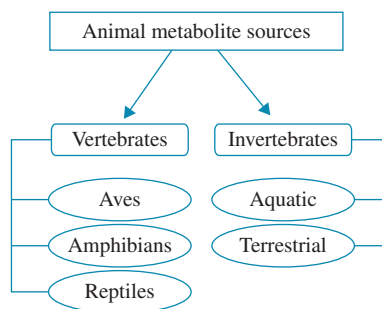 Animal metabolite sources
Vertebrates
Invertebrates
Aves
Aquatic
Amphibians
Terrestrial
Reptiles